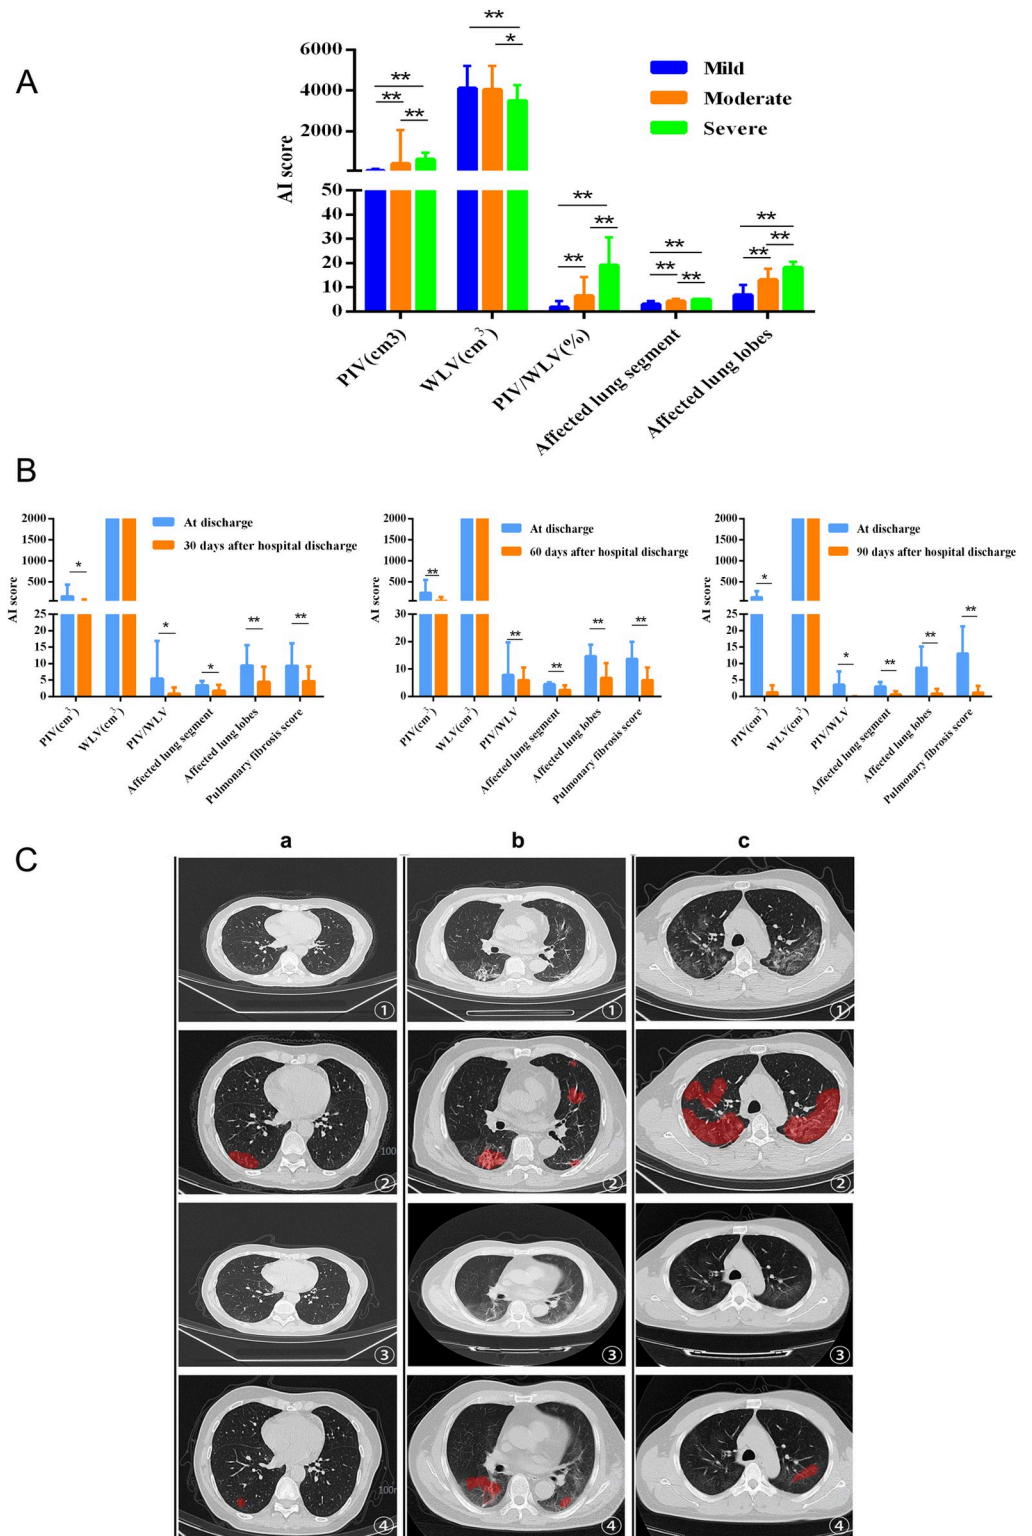 A
AI score
6000
4000
2000
50
40
30
20
10
0
**
*
**
**
**
**
**
**
**
**
**
**
**
**
Mild
Moderate
Severe
PIV(cm3)
WLV(cm³)
PIV/WLV(%)
Affected lung segment
Affected lung lobes
B
AI score
2000
1500
1000
500
25
20
15
10
5
0
At discharge
30 days after hospital discharge
*
*
*
**
**
PIV(cm³)
WLV(cm³)
PIV/WLV
Affected lung segment
Affected lung lobes
Pulmonary fibrosis score
AI score
2000
1500
1000
500
30
20
10
0
At discharge
60 days after hospital discharge
**
**
**
**
**
PIV(cm³)
WLV(cm³)
PIV/WLV
Affected lung segment
Affected lung lobes
Pulmonary fibrosis score
AI score
2000
1500
1000
500
25
20
15
10
5
0
At discharge
90 days after hospital discharge
*
*
**
**
**
PIV(cm³)
WLV(cm³)
PIV/WLV
Affected lung segment
Affected lung lobes
Pulmonary fibrosis score
C
a
b
c
①
①
①
100
②
②
②
③
③
③
100
④
④
④